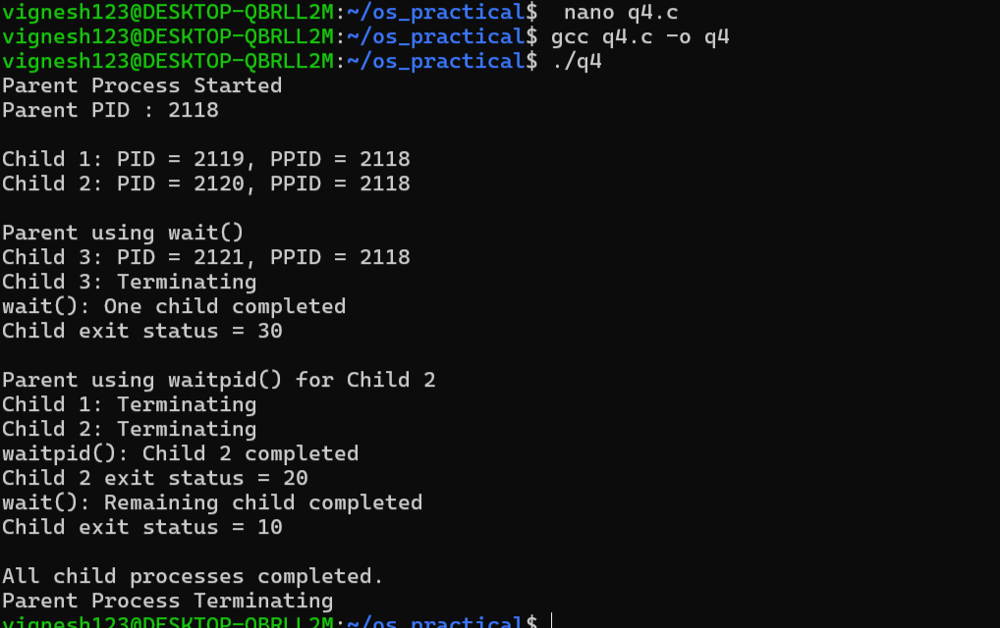 vignesh123@DESKTOP-QBRLL2M:~/os_practical$  nano q4.c
vignesh123@DESKTOP-QBRLL2M:~/os_practical$ gcc q4.c -o q4
vignesh123@DESKTOP-QBRLL2M:~/os_practical$ ./q4
Parent Process Started
Parent PID : 2118
Child 1: PID = 2119, PPID = 2118
Child 2: PID = 2120, PPID = 2118
Parent using wait()
Child 3: PID = 2121, PPID = 2118
Child 3: Terminating
wait(): One child completed
Child exit status = 30
Parent using waitpid() for Child 2
Child 1: Terminating
Child 2: Terminating
waitpid(): Child 2 completed
Child 2 exit status = 20
wait(): Remaining child completed
Child exit status = 10
All child processes completed.
Parent Process Terminating
vignesh123@DESKTOP-QBRLL2M:~/os_practical$